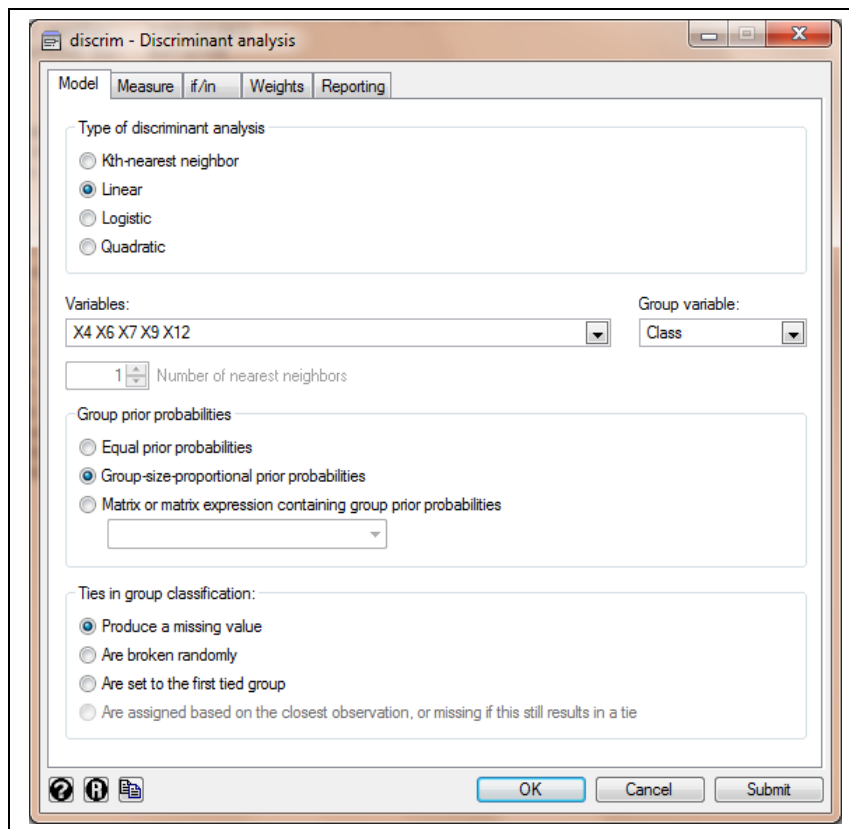 discrim - Discriminant analysis
Model Measure if/in Weights Reporting
Type of discriminant analysis
Kth-nearest neighbor
Linear
Logistic
Quadratic
Variables: Group variable:
X4 X6 X7 X9 X12 Class
1 Number of nearest neighbors
Group prior probabilities
Equal prior probabilities
Group-size-proportional prior probabilities
Matrix or matrix expression containing group prior probabilities
Ties in group classification:
Produce a missing value
Are broken randomly
Are set to the first tied group
Are assigned based on the closest observation, or missing if this still results in a tie
? R OK Cancel Submit